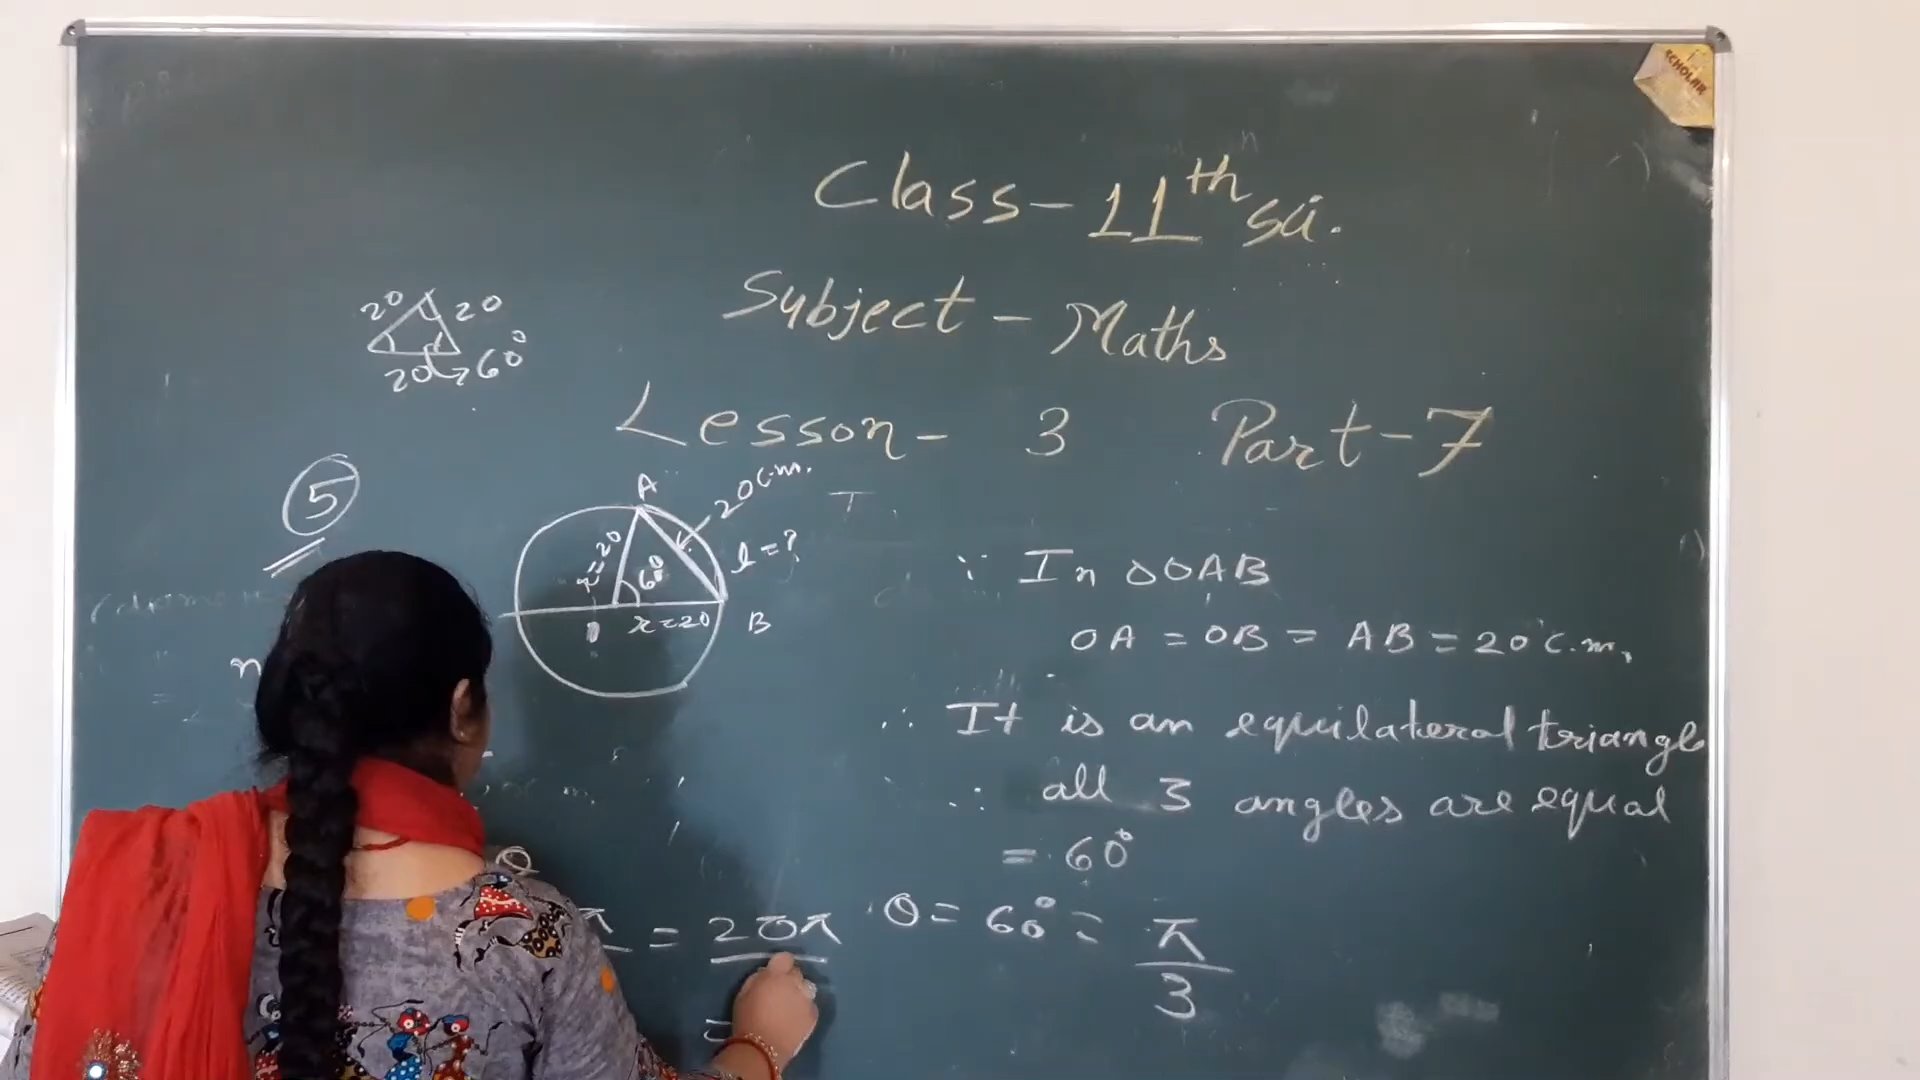 SCHOLAR
Class - 11th sci.
Subject - Maths
Lesson - 3 Part - 7
20 20
20 → 60°
5
A
20 c.m.
r = 20
60°
l = ?
O r = 20 B
∵ In △OAB
OA = OB = AB = 20 c.m.
∴ It is an equilateral triangle
∴ all 3 angles are equal
= 60°
θ
θ = 60° = π/3
= 20π
=